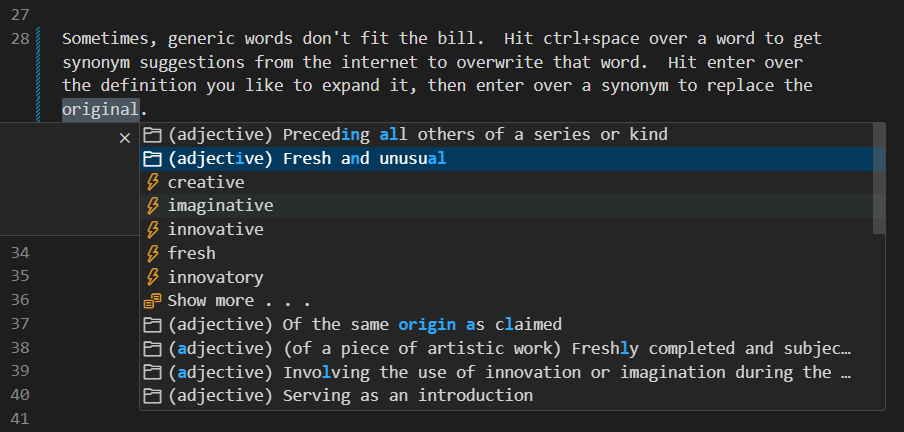 27
28 Sometimes, generic words don't fit the bill.  Hit ctrl+space over a word to get
synonym suggestions from the internet to overwrite that word.  Hit enter over
the definition you like to expand it, then enter over a synonym to replace the
original.
(adjective) Preceding all others of a series or kind
(adjective) Fresh and unusual
creative
imaginative
innovative
34 fresh
35 innovatory
36 Show more . . .
37 (adjective) Of the same origin as claimed
38 (adjective) (of a piece of artistic work) Freshly completed and subjec…
39 (adjective) Involving the use of innovation or imagination during the …
40 (adjective) Serving as an introduction
41